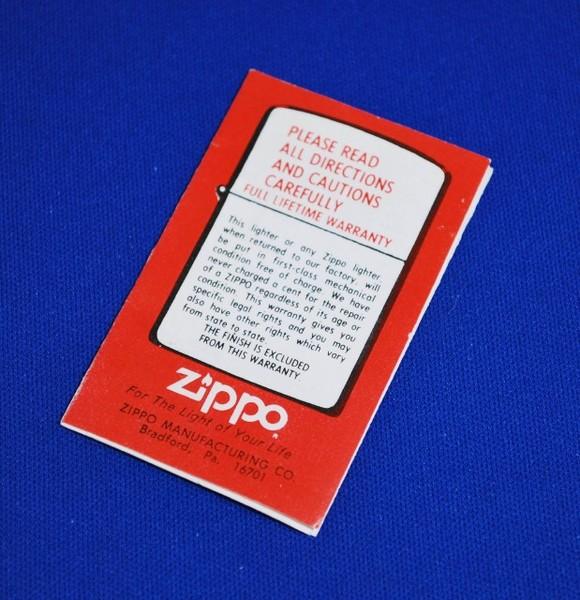 PLEASE READ
ALL DIRECTIONS
AND CAUTIONS
CAREFULLY
FULL LIFETIME WARRANTY
This lighter or any Zippo lighter,
when returned to our factory, will
be put in first-class mechanical
condition free of charge. We have
never charged a cent for the repair
of a ZIPPO regardless of its age or
condition. This warranty gives you
specific legal rights and you may
also have other rights which vary
from state to state.
THE FINISH IS EXCLUDED
FROM THIS WARRANTY.
Zippo
For The Light of Your Life
ZIPPO MANUFACTURING CO.
Bradford, Pa. 16701